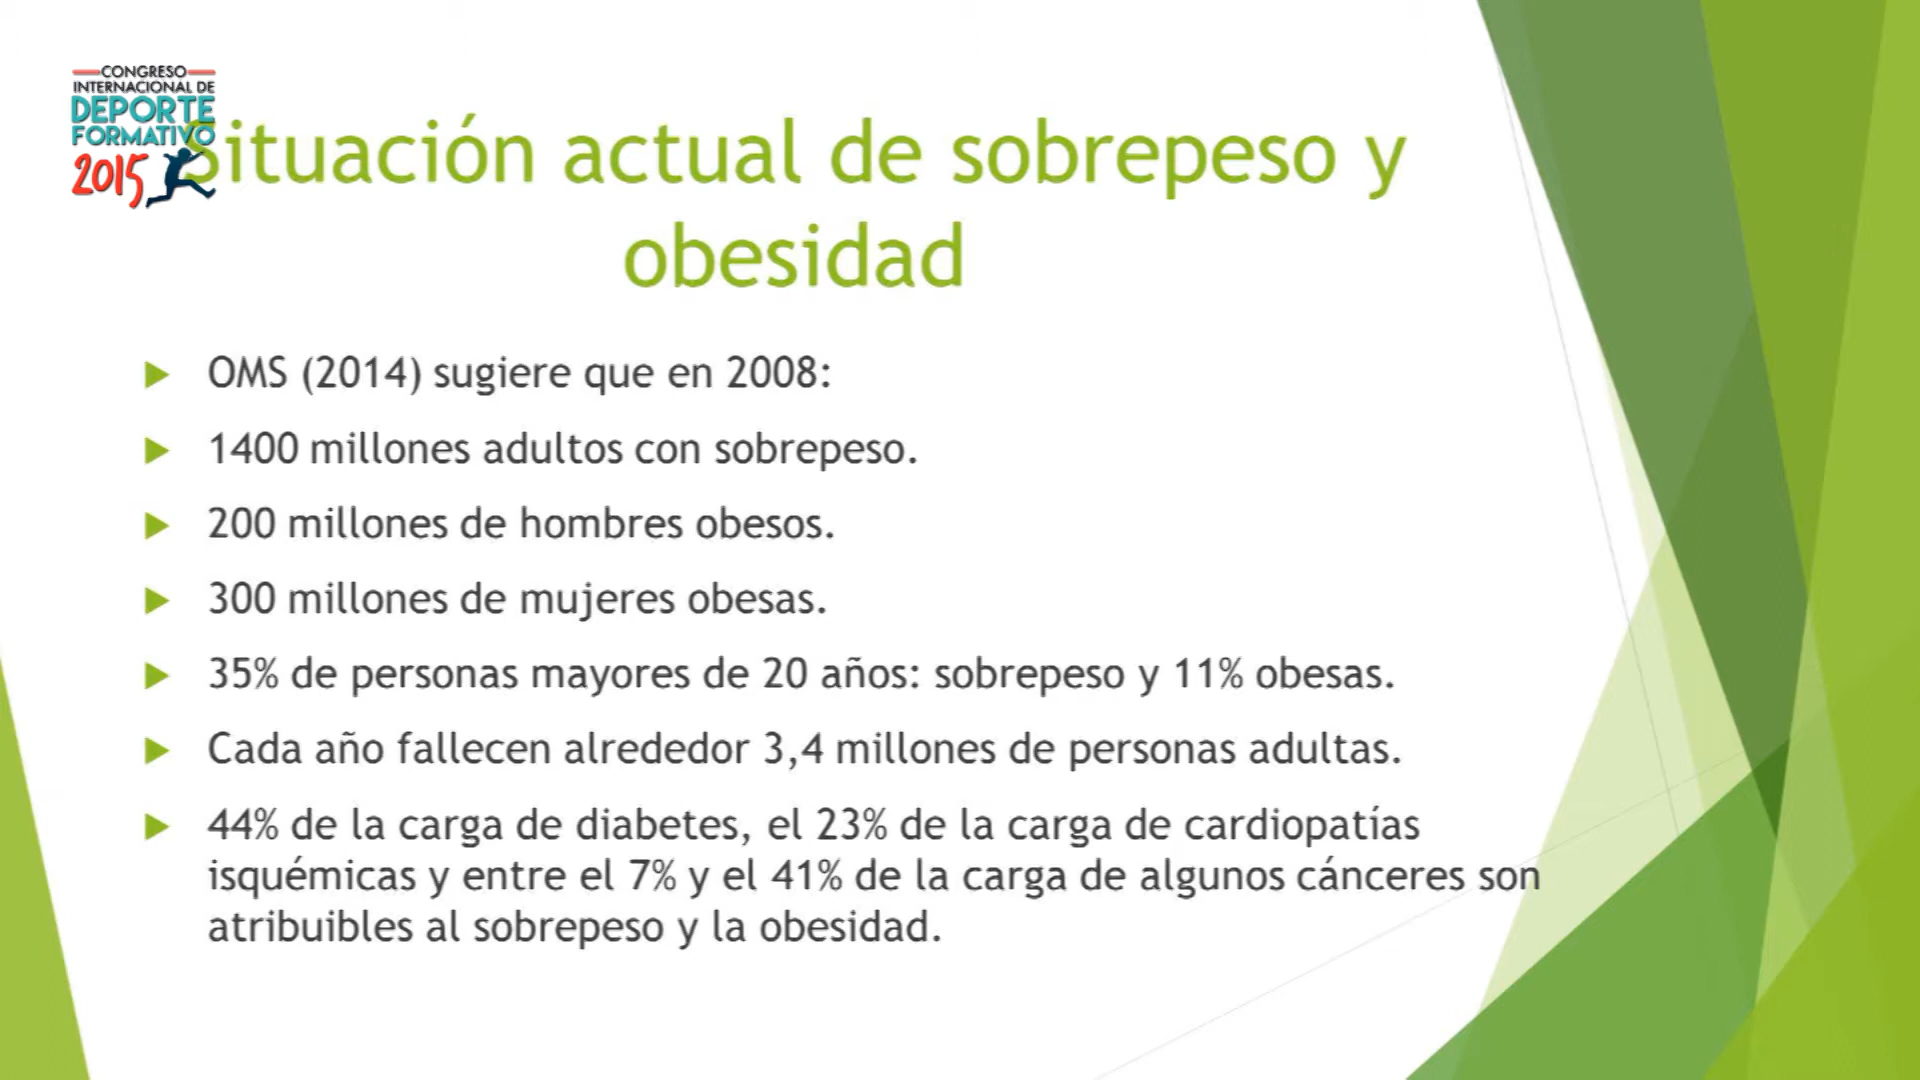 CONGRESO
INTERNACIONAL DE
DEPORTE
FORMATIVO
2015
Situación actual de sobrepeso y
obesidad
OMS (2014) sugiere que en 2008:
1400 millones adultos con sobrepeso.
200 millones de hombres obesos.
300 millones de mujeres obesas.
35% de personas mayores de 20 años: sobrepeso y 11% obesas.
Cada año fallecen alrededor 3,4 millones de personas adultas.
44% de la carga de diabetes, el 23% de la carga de cardiopatías
isquémicas y entre el 7% y el 41% de la carga de algunos cánceres son
atribuibles al sobrepeso y la obesidad.